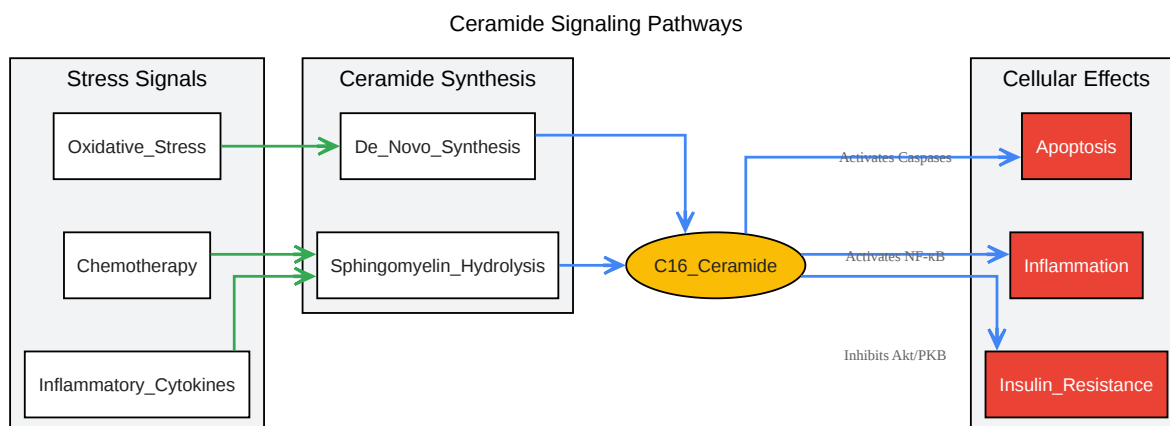 Ceramide Signaling Pathways
Stress Signals
Ceramide Synthesis
Cellular Effects
Oxidative_Stress
De_Novo_Synthesis
Activates Caspases
Apoptosis
Chemotherapy
Sphingomyelin_Hydrolysis
C16_Ceramide
Activates NF-κB
Inflammation
Inflammatory_Cytokines
Inhibits Akt/PKB
Insulin_Resistance